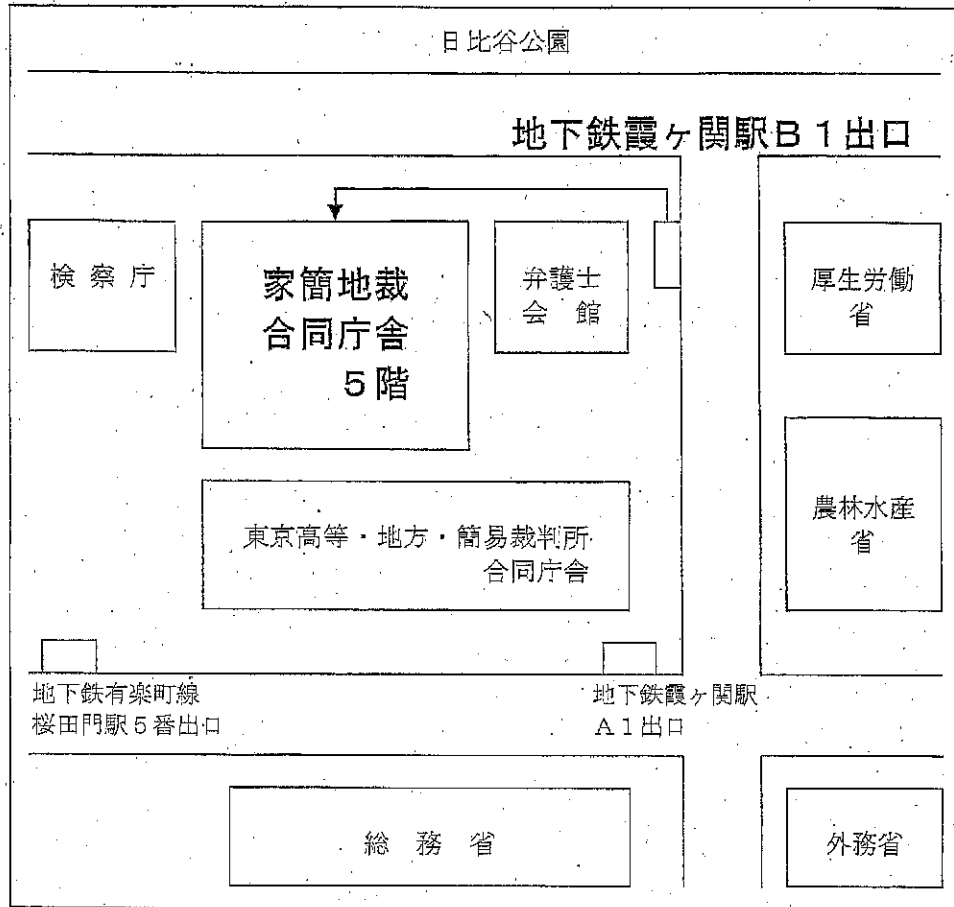 日比谷公園
地下鉄霞ヶ関駅B1出口
検察庁
家簡地裁
合同庁舎
5階
弁護士
会館
厚生労働
省
東京高等・地方・簡易裁判所
合同庁舎
農林水産
省
地下鉄有楽町線
桜田門駅5番出口
地下鉄霞ヶ関駅
A1出口
総務省
外務省